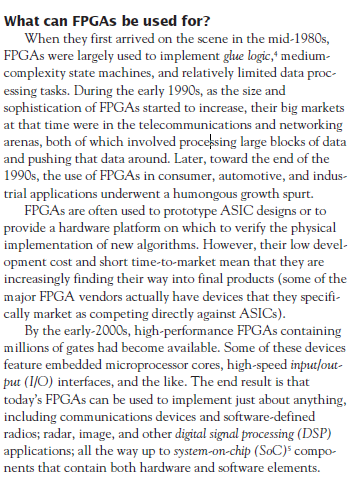 What can FPGAs be used for?
When they first arrived on the scene in the mid-1980s,
FPGAs were largely used to implement glue logic,⁴ medium-
complexity state machines, and relatively limited data proc-
essing tasks. During the early 1990s, as the size and
sophistication of FPGAs started to increase, their big markets
at that time were in the telecommunications and networking
arenas, both of which involved processing large blocks of data
and pushing that data around. Later, toward the end of the
1990s, the use of FPGAs in consumer, automotive, and indus-
trial applications underwent a humongous growth spurt.
FPGAs are often used to prototype ASIC designs or to
provide a hardware platform on which to verify the physical
implementation of new algorithms. However, their low devel-
opment cost and short time-to-market mean that they are
increasingly finding their way into final products (some of the
major FPGA vendors actually have devices that they specifi-
cally market as competing directly against ASICs).
By the early-2000s, high-performance FPGAs containing
millions of gates had become available. Some of these devices
feature embedded microprocessor cores, high-speed input/out-
put (I/O) interfaces, and the like. The end result is that
today's FPGAs can be used to implement just about anything,
including communications devices and software-defined
radios; radar, image, and other digital signal processing (DSP)
applications; all the way up to system-on-chip (SoC)⁵ compo-
nents that contain both hardware and software elements.